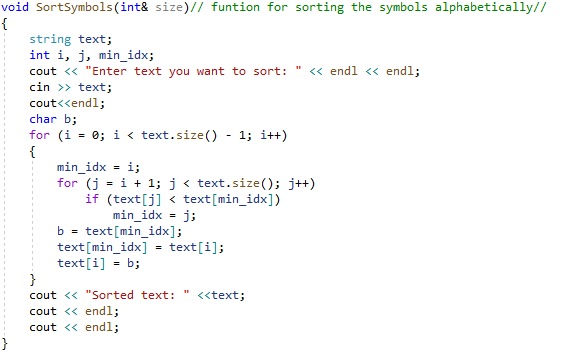 void SortSymbols(int& size)// funtion for sorting the symbols alphabetically//
{
    string text;
    int i, j, min_idx;
    cout << "Enter text you want to sort: " << endl << endl;
    cin >> text;
    cout<<endl;
    char b;
    for (i = 0; i < text.size() - 1; i++)
    {
        min_idx = i;
        for (j = i + 1; j < text.size(); j++)
            if (text[j] < text[min_idx])
                min_idx = j;
        b = text[min_idx];
        text[min_idx] = text[i];
        text[i] = b;
    }
    cout << "Sorted text: " <<text;
    cout << endl;
    cout << endl;
}